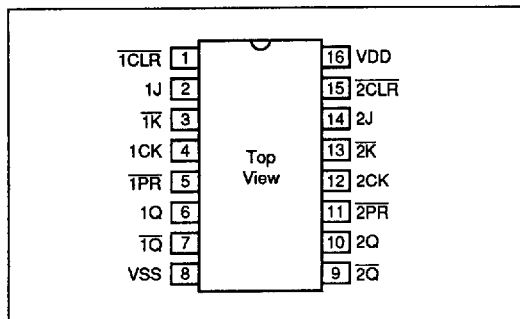 1CLR 1 16 VDD
1J 2 15 2CLR
1K 3 14 2J
1CK 4 13 2K
1PR 5 12 2CK
1Q 6 11 2PR
1Q 7 10 2Q
VSS 8 9 2Q
Top
View